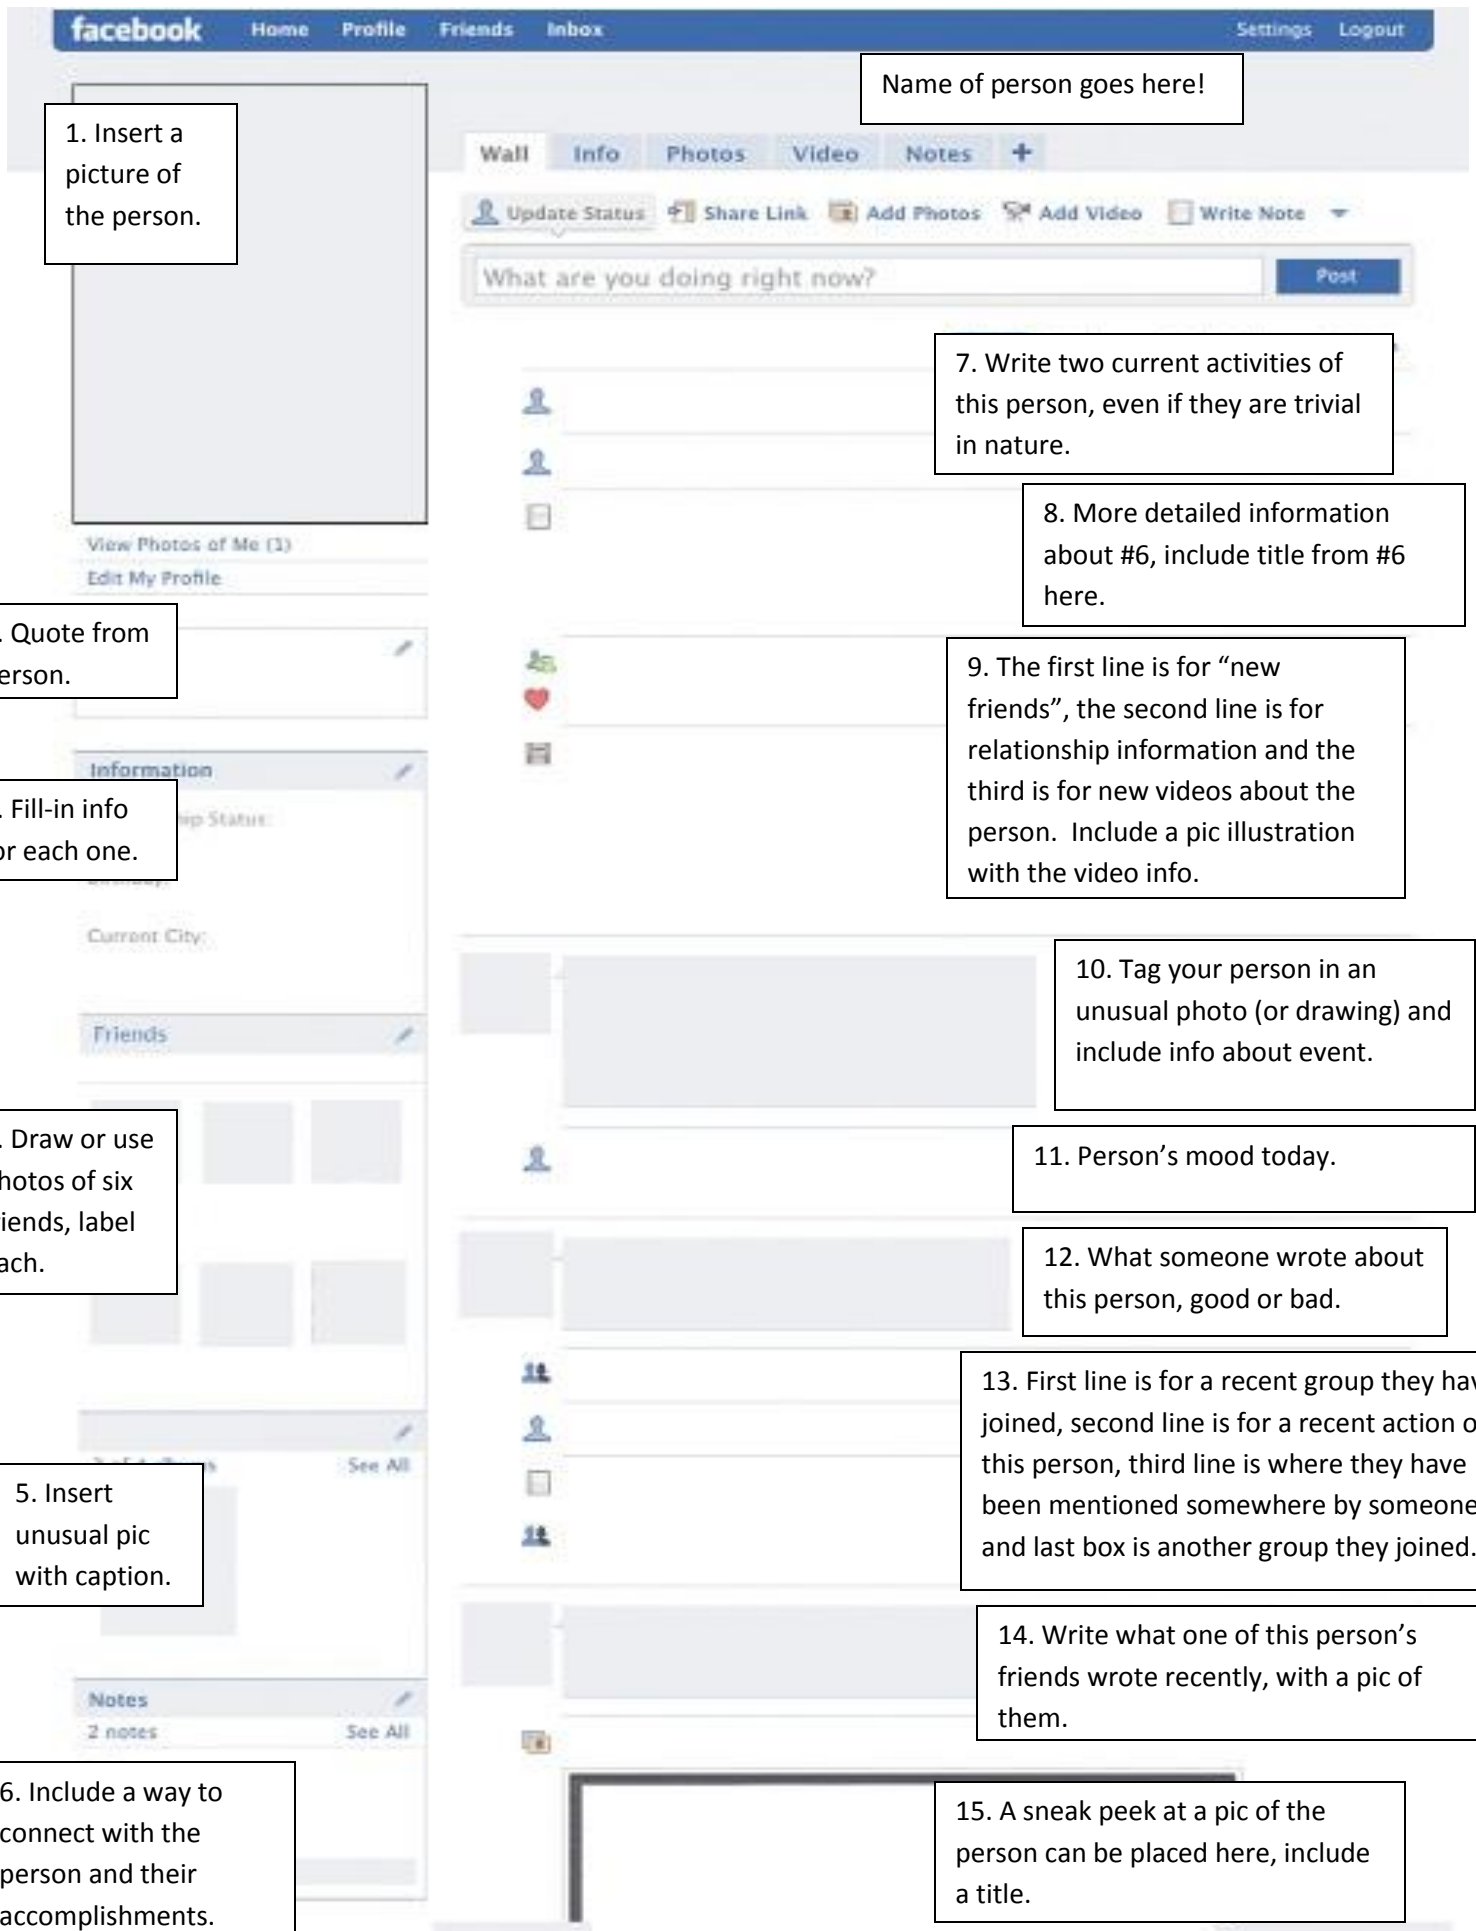 facebook Home Profile Friends Inbox Settings Logout
Name of person goes here!
1. Insert a
picture of
the person.
Wall Info Photos Video Notes +
Update Status Share Link Add Photos Add Video Write Note
What are you doing right now? Post
7. Write two current activities of
this person, even if they are trivial
in nature.
8. More detailed information
about #6, include title from #6
here.
View Photos of Me (1)
Edit My Profile
. Quote from
erson.
9. The first line is for “new
friends”, the second line is for
relationship information and the
third is for new videos about the
person. Include a pic illustration
with the video info.
Information
. Fill-in info
or each one.
hip Status:
Current City:
10. Tag your person in an
unusual photo (or drawing) and
include info about event.
Friends
. Draw or use
hotos of six
iends, label
ach.
11. Person’s mood today.
12. What someone wrote about
this person, good or bad.
13. First line is for a recent group they hav
joined, second line is for a recent action o
this person, third line is where they have
been mentioned somewhere by someone
and last box is another group they joined.
See All
5. Insert
unusual pic
with caption.
14. Write what one of this person’s
friends wrote recently, with a pic of
them.
Notes
2 notes See All
6. Include a way to
connect with the
person and their
accomplishments.
15. A sneak peek at a pic of the
person can be placed here, include
a title.